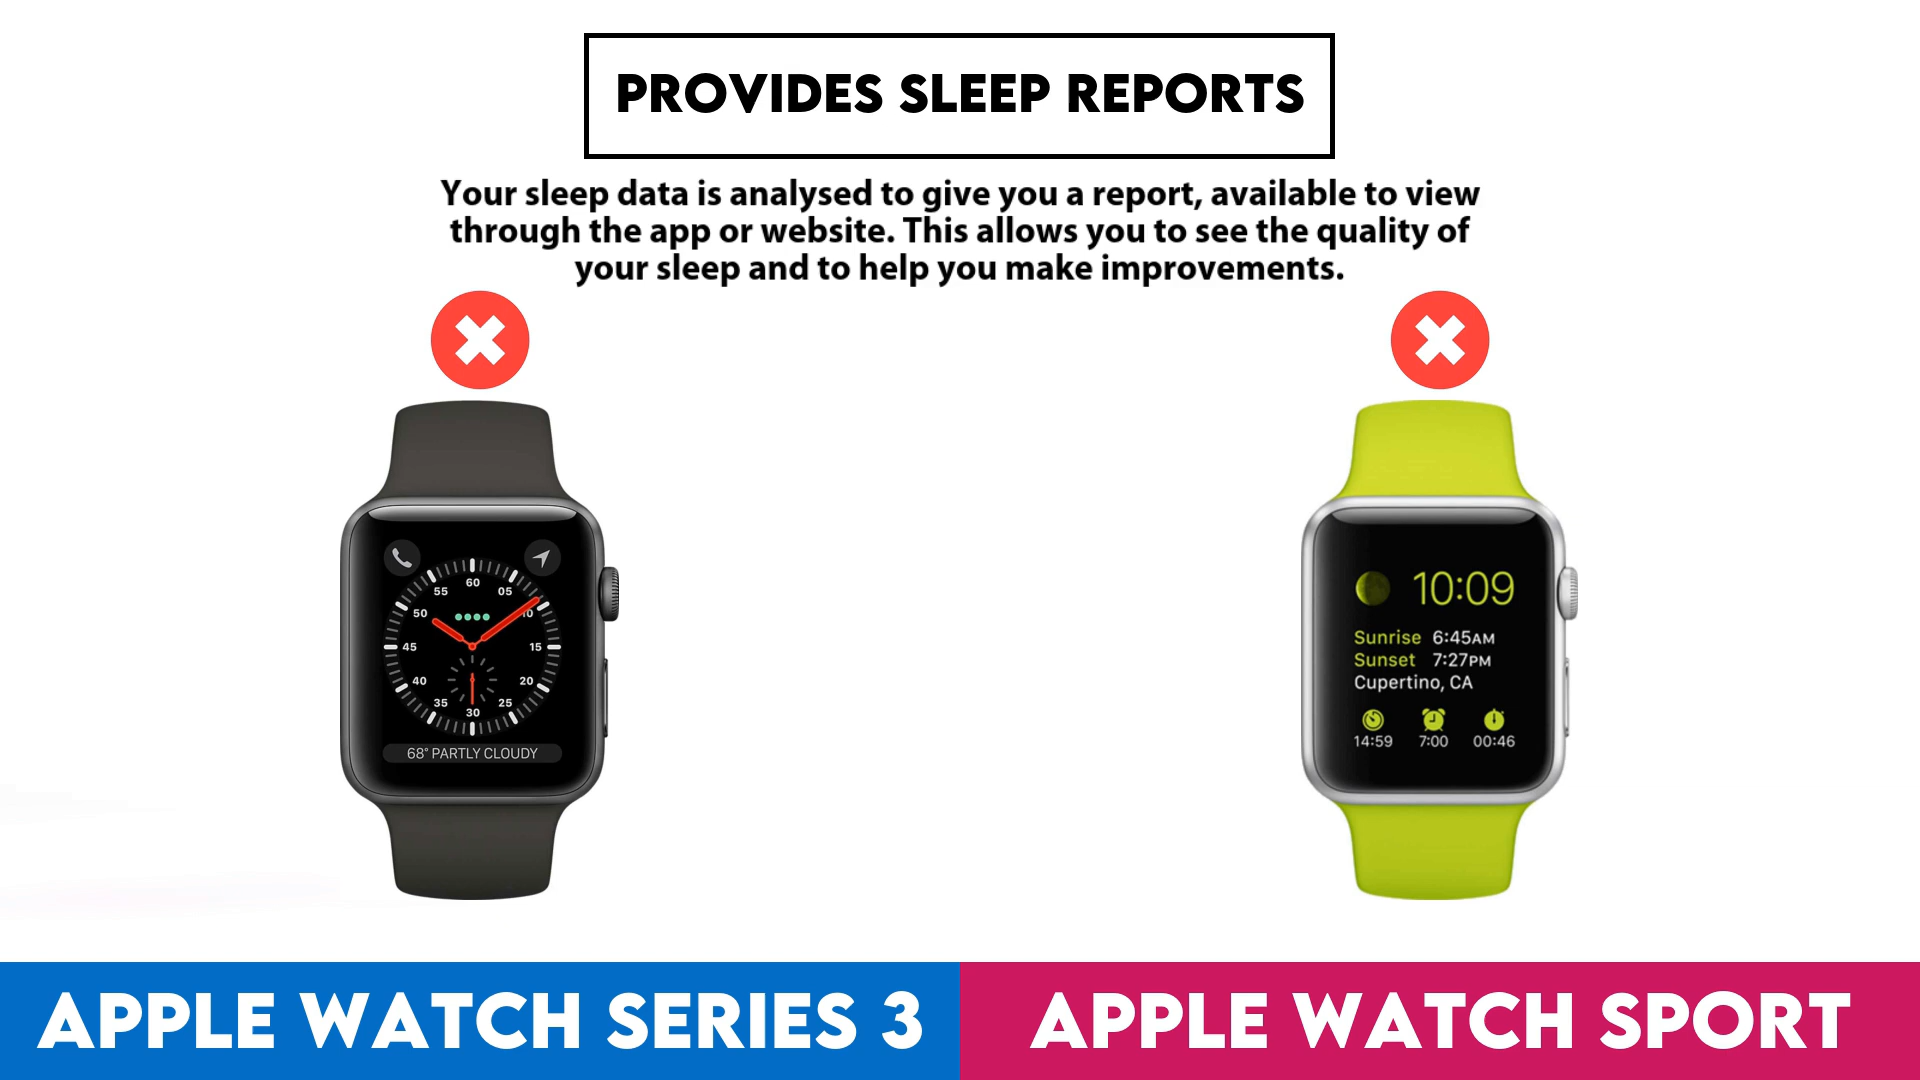 PROVIDES SLEEP REPORTS
Your sleep data is analysed to give you a report, available to view
through the app or website. This allows you to see the quality of
your sleep and to help you make improvements.
60
55
05
50
10
45
15
40
20
35
25
30
68° PARTLY CLOUDY
10:09
Sunrise 6:45AM
Sunset 7:27PM
Cupertino, CA
14:59 7:00 00:46
APPLE WATCH SERIES 3
APPLE WATCH SPORT